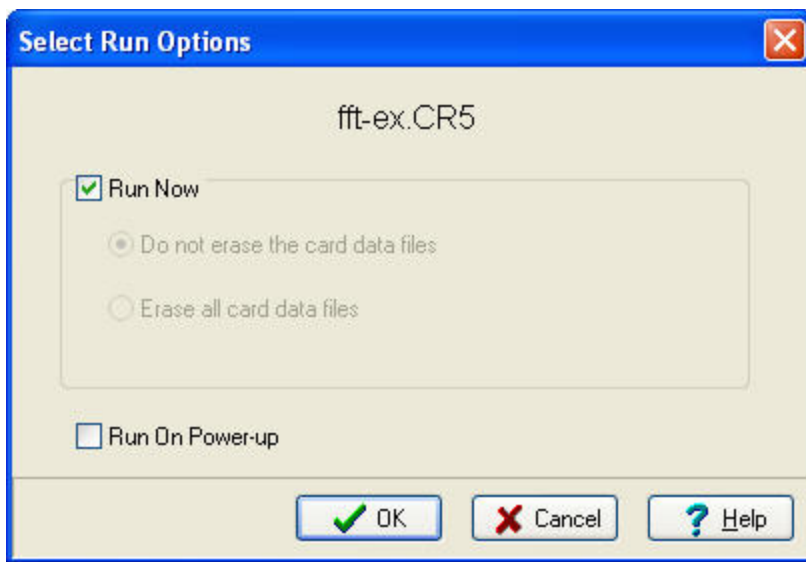 Select Run Options
fft-ex.CR5
Run Now
Do not erase the card data files
Erase all card data files
Run On Power-up
OK Cancel Help